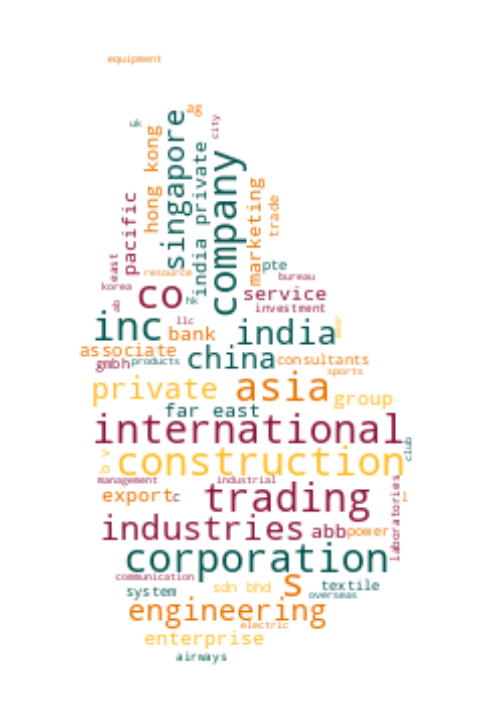 equipment
ag
uk
city
singapore
hong kong
india private
company
pacific
marketing
trade
east
pte
resource
bureau
korea
co
hk
service
ab
investment
llc
inc
bank
india
associate
china
gmbh
products
consultants
sports
private
asia
group
far east
international
club
b v
construction
management
industrial
laboratories
export
c
trading
l
industries
abb
power
corporation
communication
s
system
sdn bhd
textile
overseas
engineering
electric
enterprise
airways